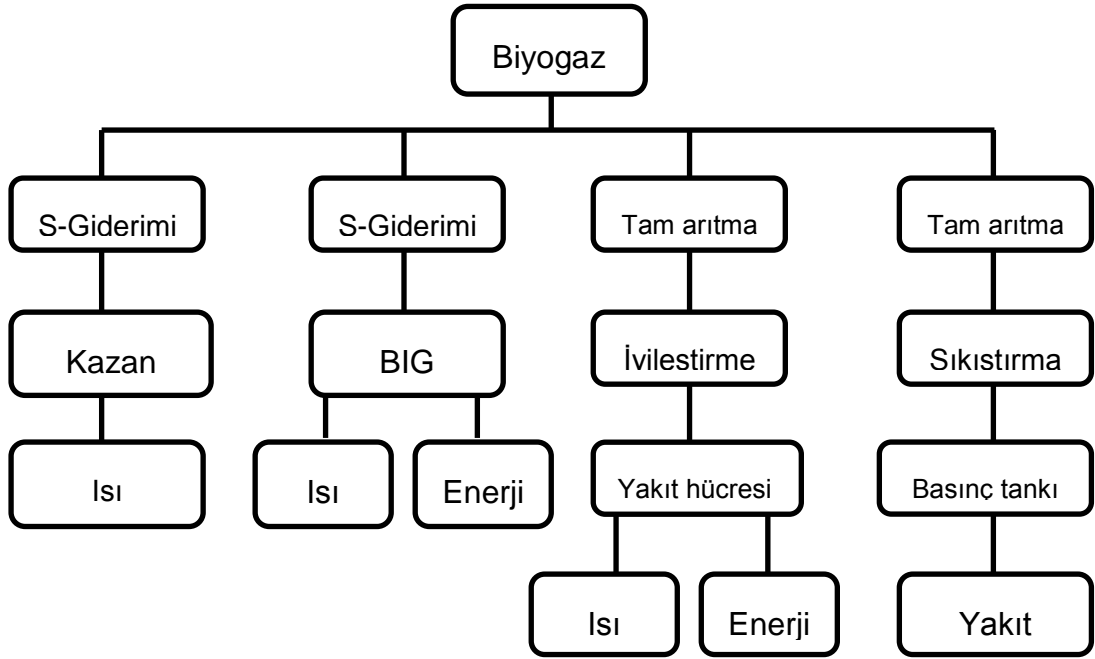 Biyogaz
S-Giderimi
S-Giderimi
Tam arıtma
Tam arıtma
Kazan
BIG
İvilestirme
Sıkıstırma
Isı
Isı
Enerji
Yakıt hücresi
Basınç tankı
Isı
Enerji
Yakıt